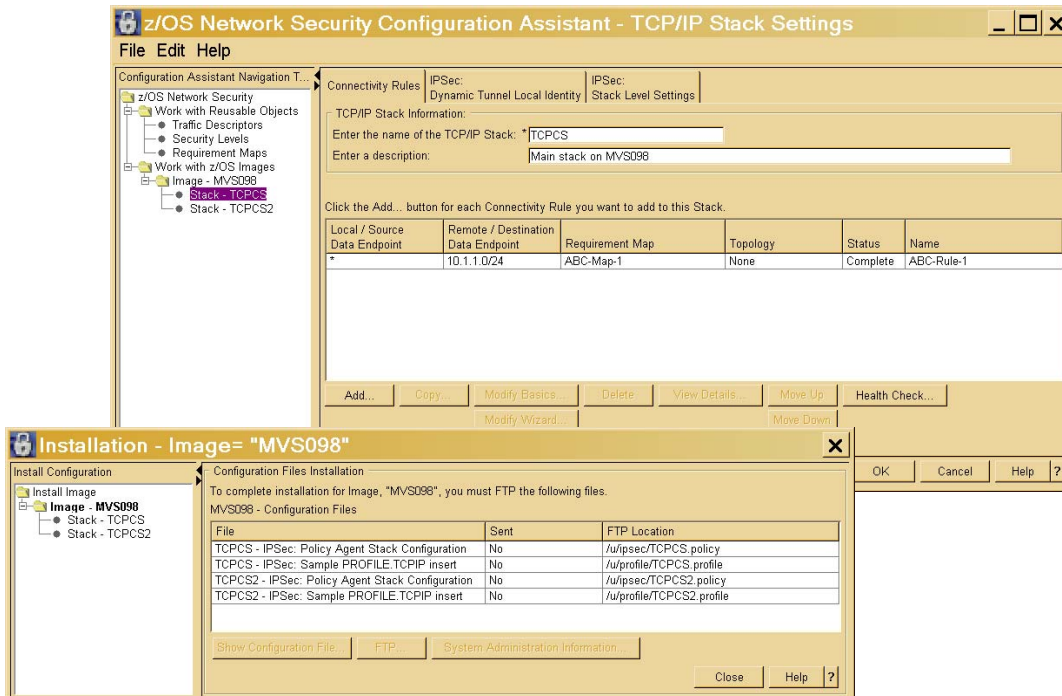 z/OS Network Security Configuration Assistant - TCP/IP Stack Settings
File Edit Help
Configuration Assistant Navigation T...
z/OS Network Security
Work with Reusable Objects
Traffic Descriptors
Security Levels
Requirement Maps
Work with z/OS Images
Image - MVS098
Stack - TCPCS
Stack - TCPCS2
Connectivity Rules
IPSec:
Dynamic Tunnel Local Identity
IPSec:
Stack Level Settings
TCP/IP Stack Information:
Enter the name of the TCP/IP Stack: * TCPCS
Enter a description: Main stack on MVS098
Click the Add... button for each Connectivity Rule you want to add to this Stack.
Local / Source
Data Endpoint
Remote / Destination
Data Endpoint
Requirement Map
Topology
Status
Name
* 10.1.1.0/24 ABC-Map-1 None Complete ABC-Rule-1
Add... Copy... Modify Basics... Delete View Details... Move Up Health Check...
Modify Wizard... Move Down
OK Cancel Help ?
Installation - Image= "MVS098"
Install Configuration
Install Image
Image - MVS098
Stack - TCPCS
Stack - TCPCS2
Configuration Files Installation
To complete installation for Image, "MVS098", you must FTP the following files.
MVS098 - Configuration Files
File Sent FTP Location
TCPCS - IPSec: Policy Agent Stack Configuration No /u/ipsec/TCPCS.policy
TCPCS - IPSec: Sample PROFILE.TCPIP insert No /u/profile/TCPCS.profile
TCPCS2 - IPSec: Policy Agent Stack Configuration No /u/ipsec/TCPCS2.policy
TCPCS2 - IPSec: Sample PROFILE.TCPIP insert No /u/profile/TCPCS2.profile
Show Configuration File... FTP... System Administration Information...
Close Help ?